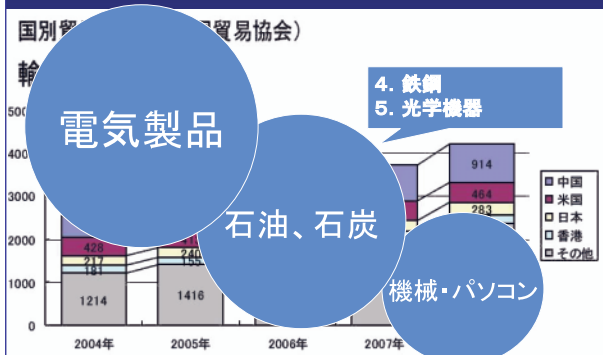 国別貿
貿易協会）
輸
4. 鉄鋼
5. 光学機器
電気製品
石油、石炭
機械・パソコン
4000
3000
2000
1000
0
914
464
283
428
217
181
240
155
1214
1416
中国
米国
日本
香港
その他
2004年
2005年
2006年
2007年